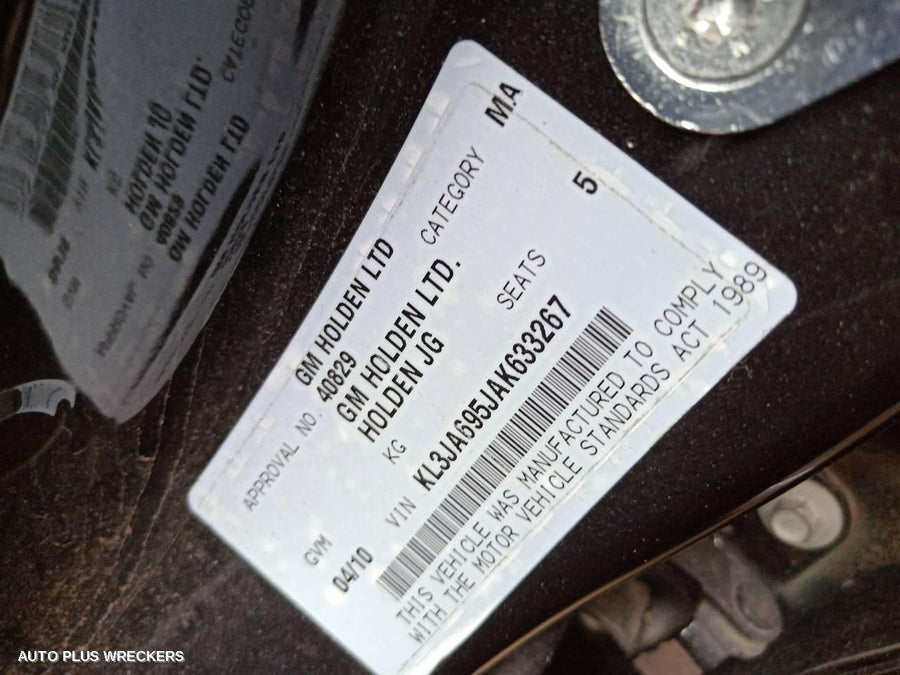 GM HOLDEN LTD
APPROVAL NO. 40829 CATEGORY MA
GM HOLDEN LTD.
HOLDEN JG
KG SEATS 5
GVM
04/10 VIN KL3JA695JAK633267
THIS VEHICLE WAS MANUFACTURED TO COMPLY
WITH THE MOTOR VEHICLE STANDARDS ACT 1989
AUTO PLUS WRECKERS